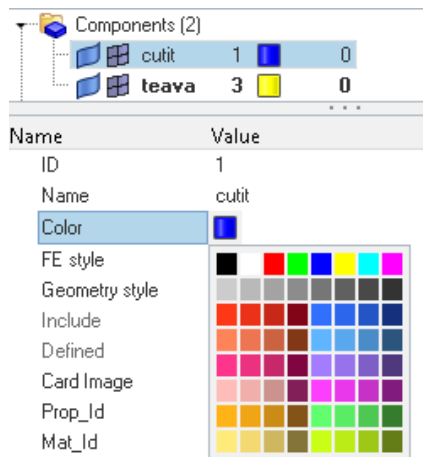 Components (2)
cutit 1 0
teava 3 0
Name Value
ID 1
Name cutit
Color
FE style
Geometry style
Include
Defined
Card Image
Prop_Id
Mat_Id